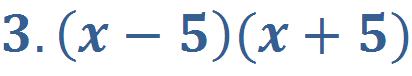 3. (x − 5)(x + 5)